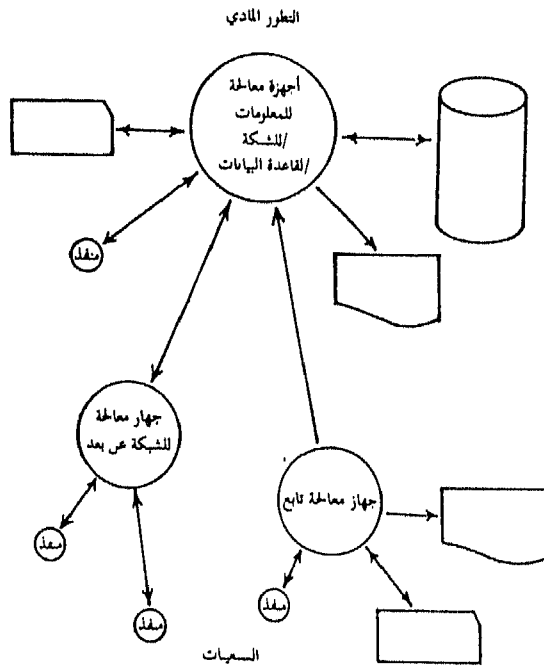 التطور المادي
أجهزة معالجة
للمعلومات
/للشبكة
/لقاعدة البيانات
منفذ
جهاز معالجة
للشبكة عن بعد
جهاز معالجة تابع
منفذ
منفذ
منفذ
السبعينات